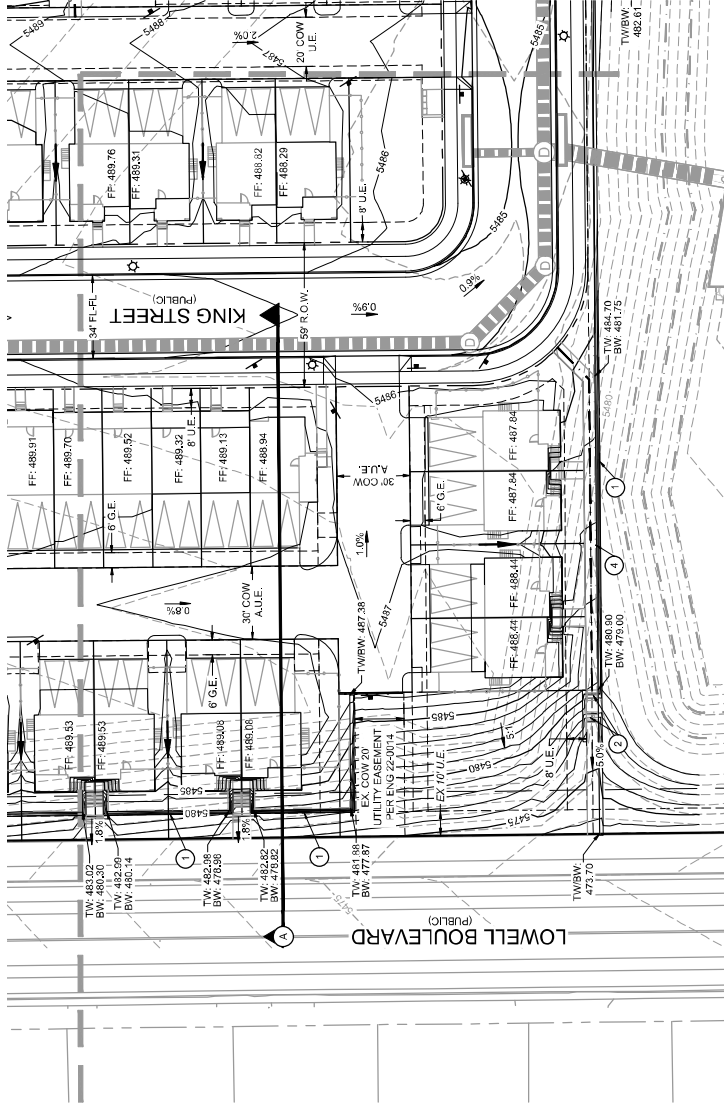 5489
5488
2.0%
5487
20' COW
U.E.
5485
TW/BW:
482.61
FF: 489.76
FF: 489.31
FF: 488.82
FF: 488.29
5486
8' U.E.
D
5485
34' FL-FL
KING STREET
(PUBLIC)
59' R.O.W.
0.9%
0.9%
D
D
TW: 484.70
BW: 481.75
5486
5480
FF: 489.91
FF: 489.70
FF: 489.52
FF: 489.32
FF: 489.13
FF: 488.94
8' U.E.
30' COW
A.U.E.
6' G.E.
FF: 487.84
FF: 487.84
1
6' G.E.
1.0%
0.8%
30' COW
A.U.E.
TW/BW: 487.38
5487
FF: 488.44
FF: 488.44
4
TW: 480.90
BW: 479.00
6' G.E.
FF: 489.53
FF: 489.53
FF: 489.08
FF: 489.08
5485
5480
EX. COW 20'
UTILITY EASEMENT
PER ENG 22-0014
EX 10' U.E.
5485
5480
5475
5:1
8' U.E.
2
5.0%
1.8%
1.8%
TW: 483.02
BW: 480.30
TW: 482.99
BW: 480.14
1
TW: 482.98
BW: 478.98
TW: 482.82
BW: 478.82
1
TW: 481.88
BW: 477.87
TW/BW:
473.70
5475
A
LOWELL BOULEVARD
(PUBLIC)